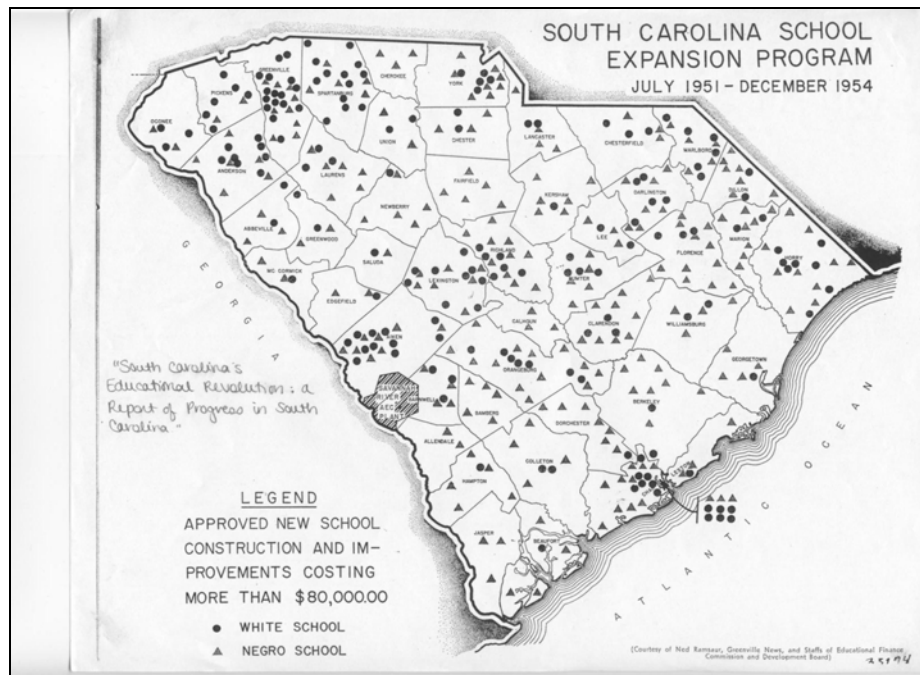 SOUTH CAROLINA SCHOOL
EXPANSION PROGRAM
JULY 1951 – DECEMBER 1954
GREENVILLE
SPARTANBURG
CHEROKEE
YORK
PICKENS
OCONEE
UNION
CHESTER
LANCASTER
CHESTERFIELD
MARLBORO
ANDERSON
LAURENS
FAIRFIELD
KERSHAW
DARLINGTON
DILLON
NEWBERRY
ABBEVILLE
GREENWOOD
LEE
FLORENCE
MARION
HORRY
SALUDA
LEXINGTON
RICHLAND
SUMTER
MC CORMICK
EDGEFIELD
CALHOUN
CLARENDON
WILLIAMSBURG
AIKEN
ORANGEBURG
GEORGETOWN
SAVANNAH
RIVER
AEC
PLANT
BARNWELL
BAMBERG
BERKELEY
DORCHESTER
ALLENDALE
COLLETON
HAMPTON
JASPER
BEAUFORT
GEORGIA
ATLANTIC OCEAN
"South Carolina's
Educational Revolution: a
Report of Progress in South
Carolina"
LEGEND
APPROVED NEW SCHOOL
CONSTRUCTION AND IM-
PROVEMENTS COSTING
MORE THAN $80,000.00
WHITE SCHOOL
NEGRO SCHOOL
(Courtesy of Ned Ramsaur, Greenville News, and Staffs of Educational Finance
Commission and Development Board)